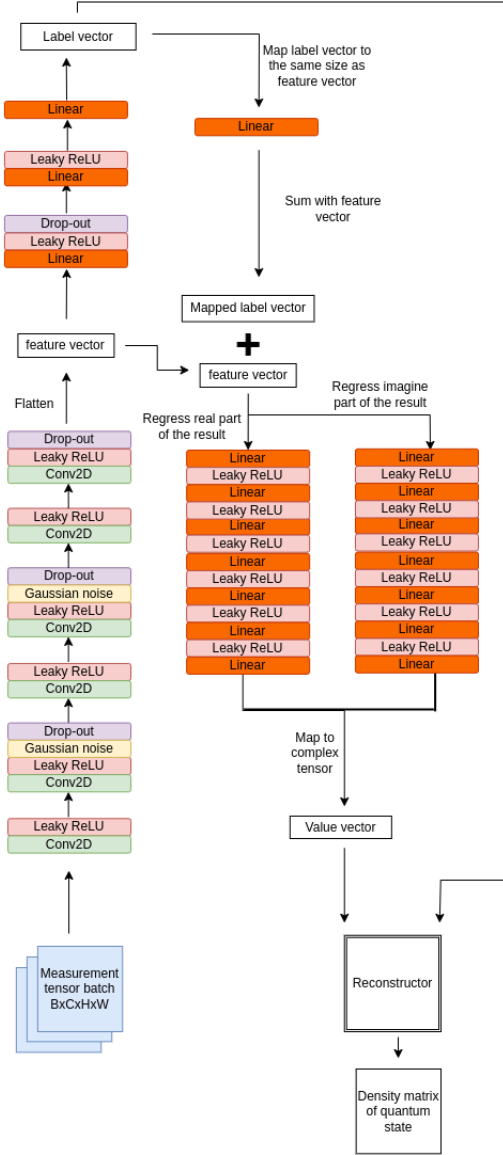 Label vector
Map label vector to
the same size as
feature vector
Linear
Linear
Leaky ReLU
Linear
Drop-out
Leaky ReLU
Linear
Sum with feature
vector
Mapped label vector
+
feature vector
feature vector
Flatten
Regress real part
of the result
Regress imagine
part of the result
Drop-out
Leaky ReLU
Conv2D
Leaky ReLU
Conv2D
Drop-out
Gaussian noise
Leaky ReLU
Conv2D
Leaky ReLU
Conv2D
Drop-out
Gaussian noise
Leaky ReLU
Conv2D
Leaky ReLU
Conv2D
Measurement
tensor batch
BxCxHxW
Linear
Leaky ReLU
Linear
Leaky ReLU
Linear
Leaky ReLU
Linear
Leaky ReLU
Linear
Leaky ReLU
Linear
Leaky ReLU
Linear
Linear
Leaky ReLU
Linear
Leaky ReLU
Linear
Leaky ReLU
Linear
Leaky ReLU
Linear
Leaky ReLU
Linear
Leaky ReLU
Linear
Map to
complex
tensor
Value vector
Reconstructor
Density matrix
of quantum
state